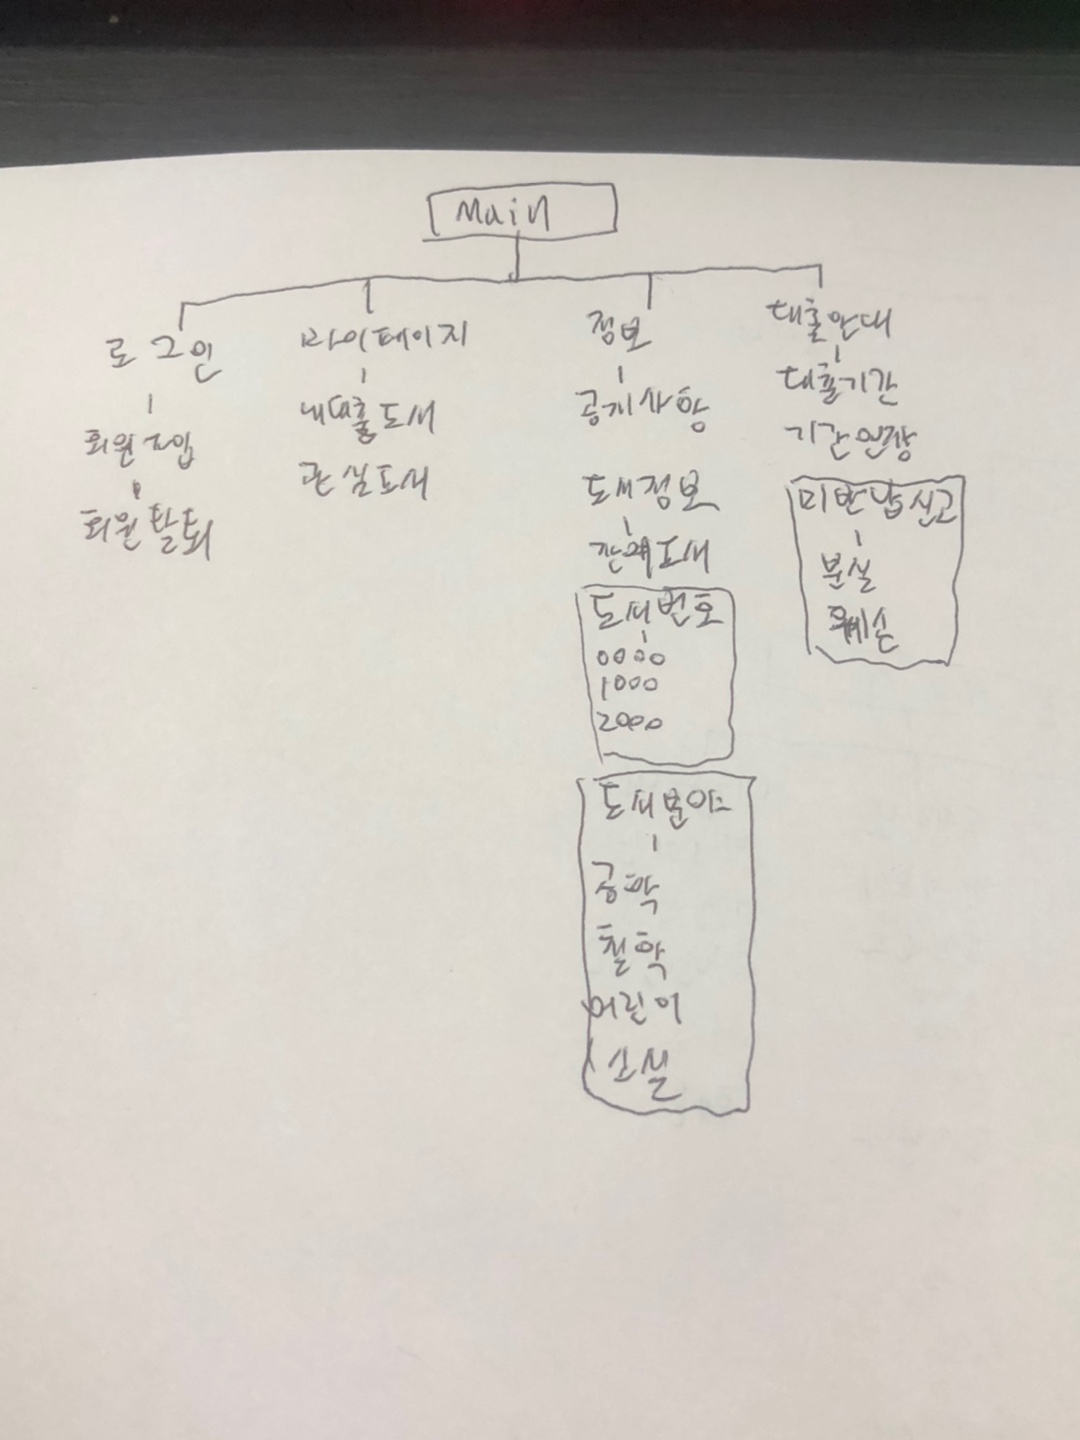 Main
로그인
회원가입
회원탈퇴
마이페이지
내대출도서
관심도서
정보
공지사항
도서정보
잔여도서
도서번호
0000
1000
2000
도서분야
공학
철학
어린이
소설
대출안내
대출기간
기간연장
미반납신고
분실
훼손